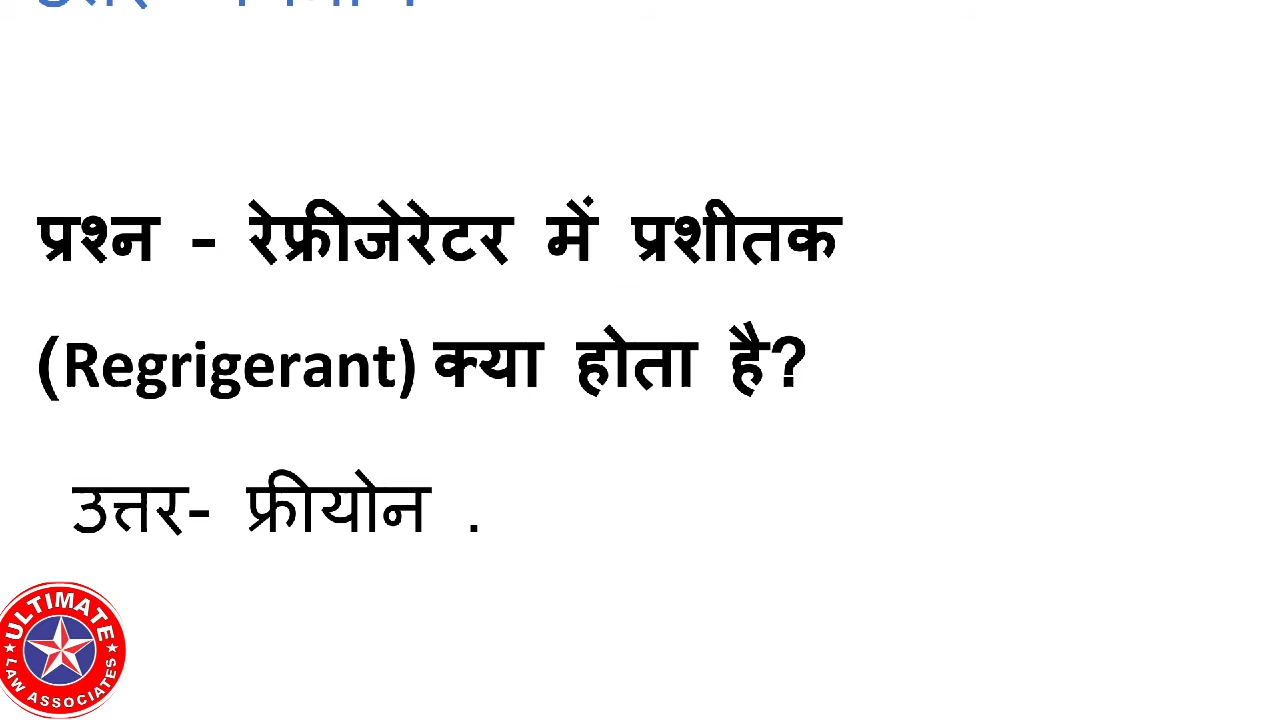 प्रश्न - रेफ्रीजेरेटर में प्रशीतक
(Regrigerant) क्या होता है?
उत्तर- फ्रीयोन .
ULTIMATE
LAW ASSOCIATES